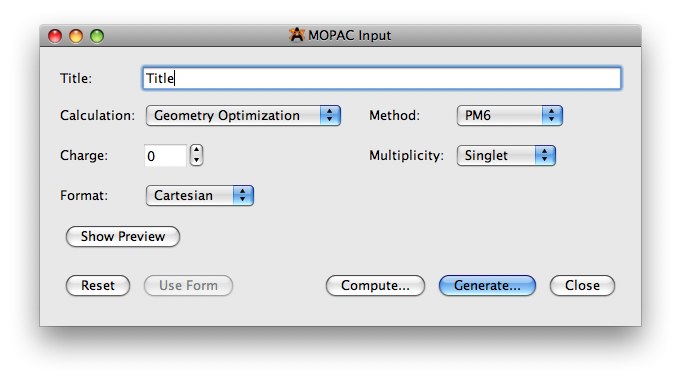 MOPAC Input
Title: Title
Calculation: Geometry Optimization Method: PM6
Charge: 0 Multiplicity: Singlet
Format: Cartesian
Show Preview
Reset Use Form Compute... Generate... Close